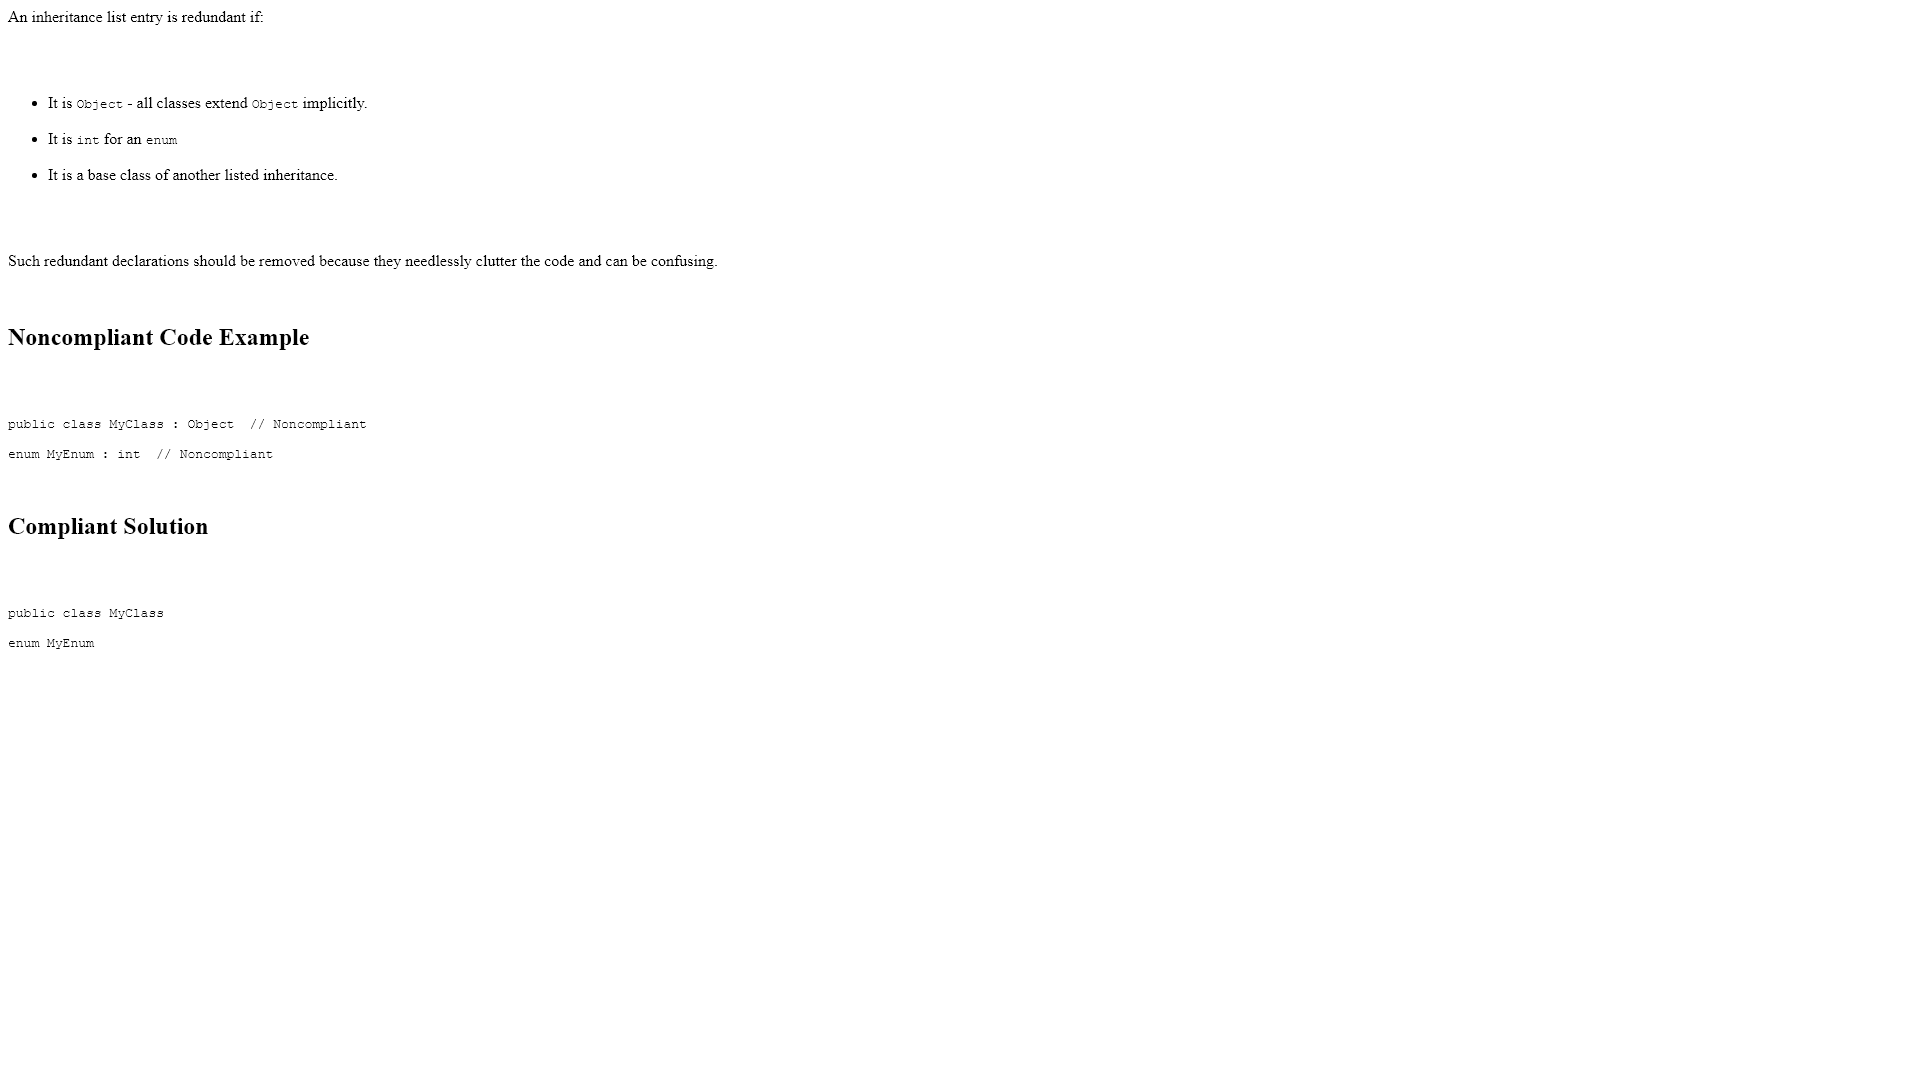 An inheritance list entry is redundant if:
It is Object - all classes extend Object implicitly.
It is int for an enum
It is a base class of another listed inheritance.
Such redundant declarations should be removed because they needlessly clutter the code and can be confusing.
Noncompliant Code Example
public class MyClass : Object  // Noncompliant
enum MyEnum : int  // Noncompliant
Compliant Solution
public class MyClass
enum MyEnum